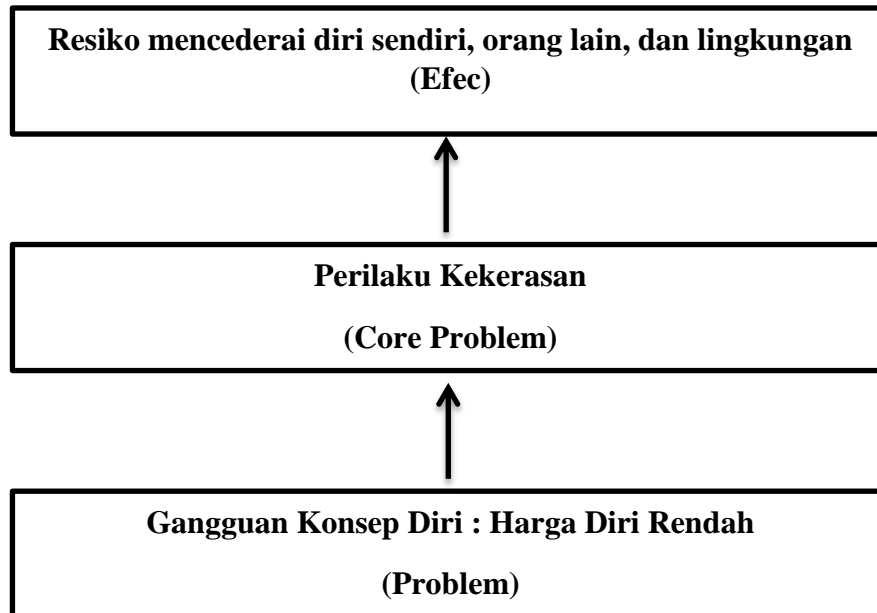 Resiko mencederai diri sendiri, orang lain, dan lingkungan
(Efec)
Perilaku Kekerasan
(Core Problem)
Gangguan Konsep Diri : Harga Diri Rendah
(Problem)